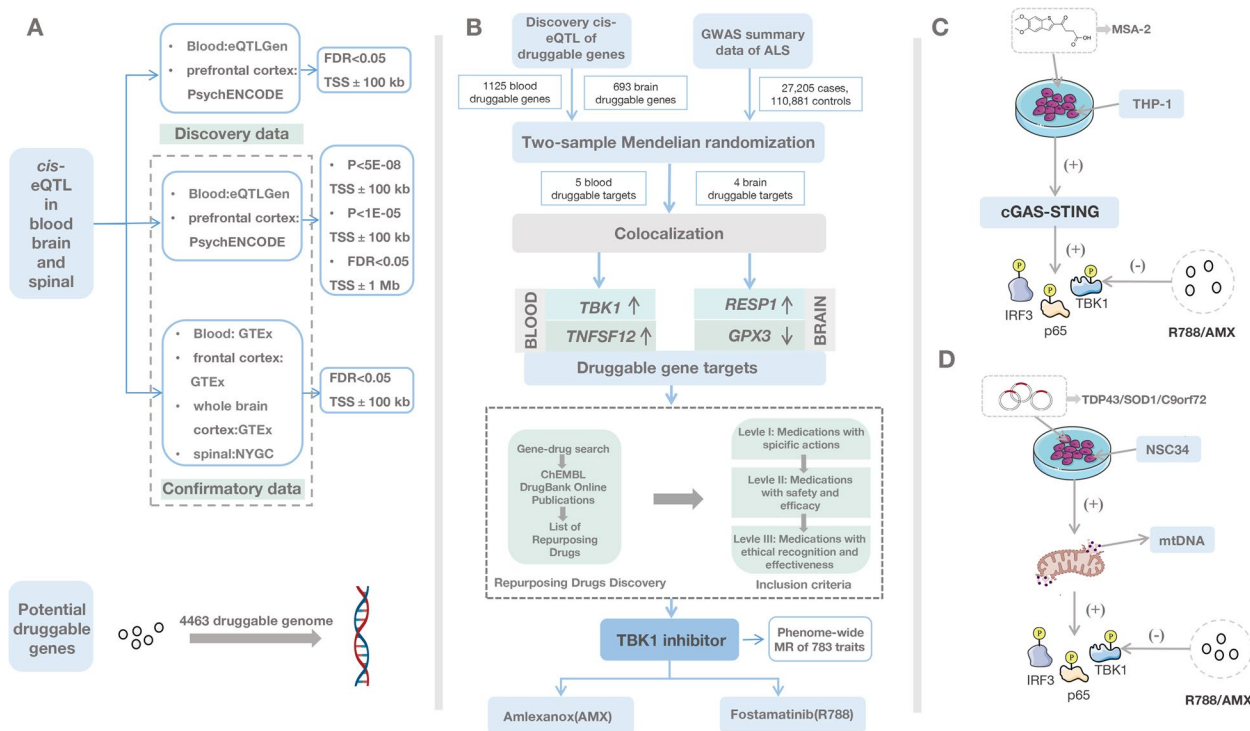 A
cis-
eQTL
in
blood
brain
and
spinal
• Blood:eQTLGen
• prefrontal cortex:
PsychENCODE
FDR<0.05
TSS ± 100 kb
Discovery data
• Blood:eQTLGen
• prefrontal cortex:
PsychENCODE
• P<5E-08
TSS ± 100 kb
• P<1E-05
TSS ± 100 kb
• FDR<0.05
TSS ± 1 Mb
• Blood: GTEx
• frontal cortex:
GTEx
• whole brain
cortex:GTEx
• spinal:NYGC
FDR<0.05
TSS ± 100 kb
Confirmatory data
Potential
druggable
genes
4463 druggable genome
B
Discovery cis-
eQTL of
druggable genes
GWAS summary
data of ALS
1125 blood
druggable genes
693 brain
druggable genes
27,205 cases,
110,881 controls
Two-sample Mendelian randomization
5 blood
druggable targets
4 brain
druggable targets
Colocalization
BLOOD
TBK1 ↑
TNFSF12 ↑
RESP1 ↑
GPX3 ↓
BRAIN
Druggable gene targets
Gene-drug search
ChEMBL
DrugBank Online
Publications
List of
Repurposing
Drugs
Repurposing Drugs Discovery
Levle I: Medications with
spicific actions
Levle II: Medications
with safety and
efficacy
Levle III: Medications with
ethical recognition and
effectiveness
Inclusion criteria
TBK1 inhibitor
Phenome-wide
MR of 783 traits
Amlexanox(AMX)
Fostamatinib(R788)
C
O
O
S
O
O
OH
MSA-2
THP-1
(+)
cGAS-STING
(+)
P
IRF3
P
p65
P
TBK1
(-)
R788/AMX
D
TDP43/SOD1/C9orf72
NSC34
(+)
mtDNA
(+)
P
IRF3
P
p65
P
TBK1
(-)
R788/AMX